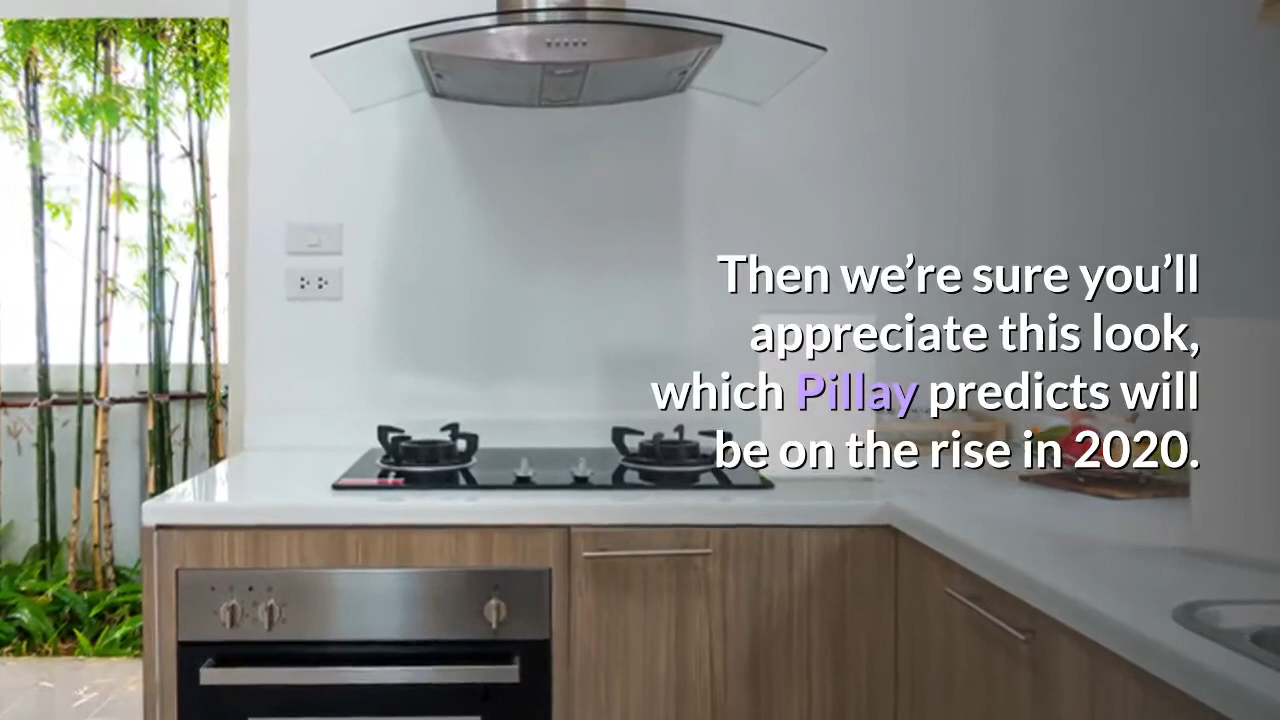 Then we’re sure you’ll
appreciate this look,
which Pillay predicts will
be on the rise in 2020.